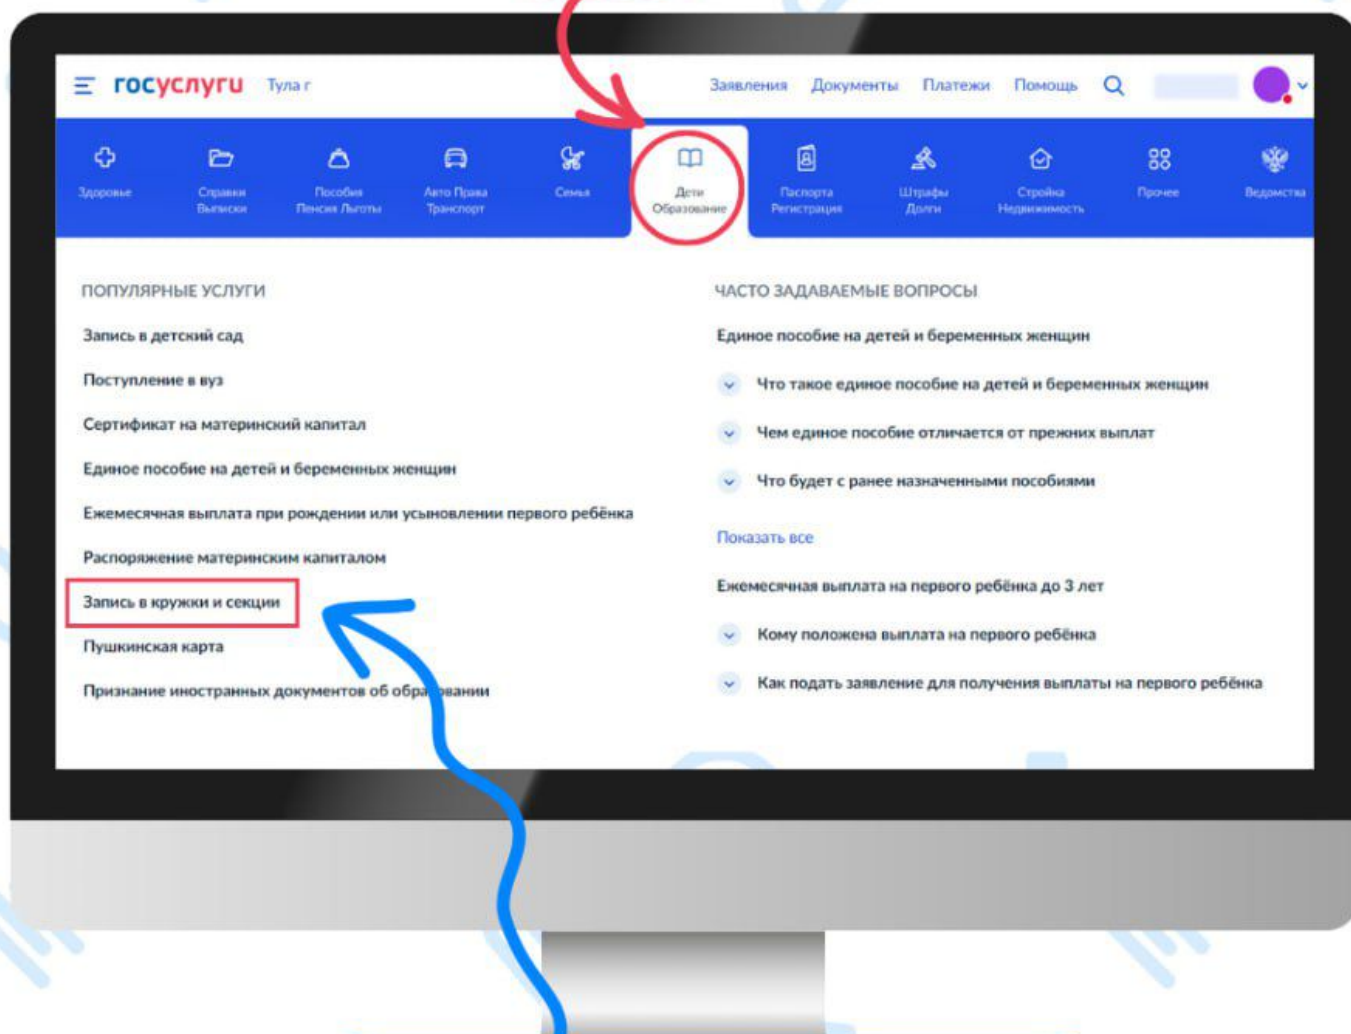 госуслуги Тула г Заявления Документы Платежи Помощь
Здоровье
Справки
Выписки
Пособия
Пенсия Льготы
Авто Права
Транспорт
Семья
Дети
Образование
Паспорта
Регистрация
Штрафы
Долги
Стройка
Недвижимость
Прочее
Ведомства
ПОПУЛЯРНЫЕ УСЛУГИ
Запись в детский сад
Поступление в вуз
Сертификат на материнский капитал
Единое пособие на детей и беременных женщин
Ежемесячная выплата при рождении или усыновлении первого ребёнка
Распоряжение материнским капиталом
Запись в кружки и секции
Пушкинская карта
Признание иностранных документов об образовании
ЧАСТО ЗАДАВАЕМЫЕ ВОПРОСЫ
Единое пособие на детей и беременных женщин
Что такое единое пособие на детей и беременных женщин
Чем единое пособие отличается от прежних выплат
Что будет с ранее назначенными пособиями
Показать все
Ежемесячная выплата на первого ребёнка до 3 лет
Кому положена выплата на первого ребёнка
Как подать заявление для получения выплаты на первого ребёнка